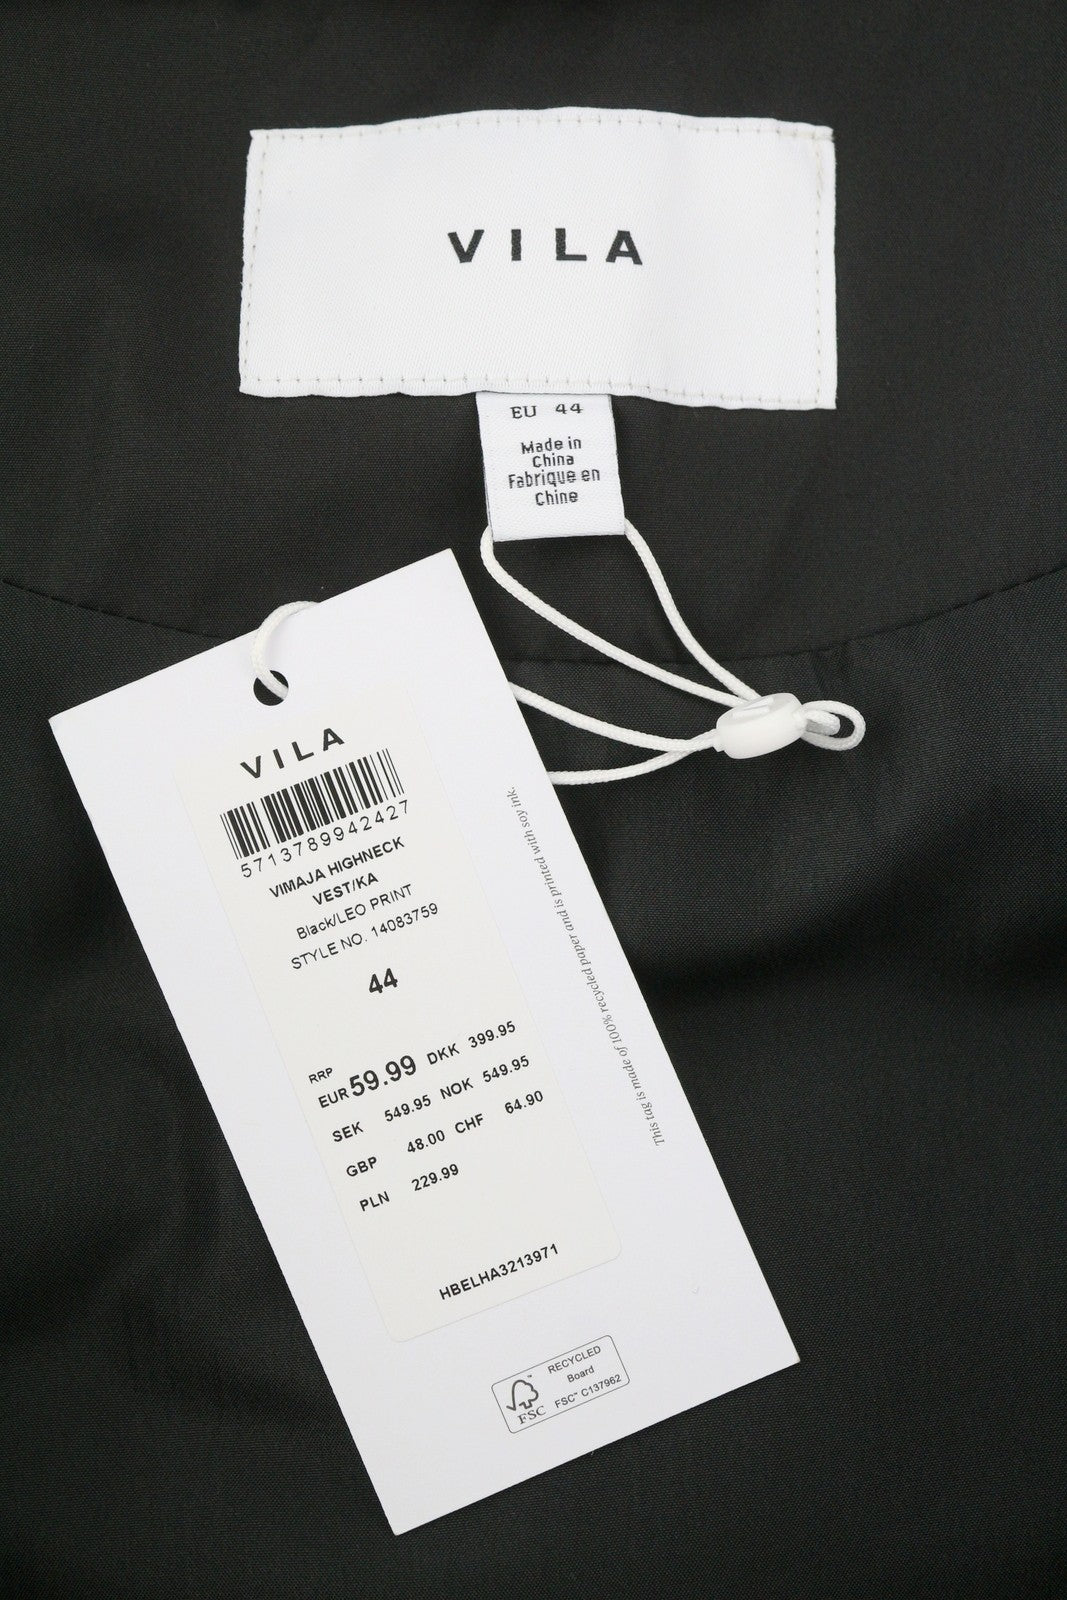 VILA
EU 44
Made in
China
Fabrique en
Chine
VILA
5713789942427
VIMAJA HIGHNECK
VEST/KA
Black/LEO PRINT
STYLE NO. 14083759
44
RRP
EUR 59.99 DKK 399.95
SEK 549.95 NOK 549.95
GBP 48.00 CHF 64.90
PLN 229.99
HBELHA3213971
This tag is made of 100% recycled paper and is printed with soy ink.
RECYCLED
Board
FSC™ C137962
FSC